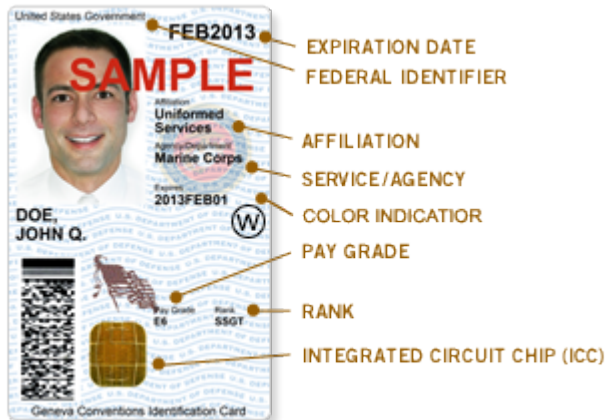 United States Government
FEB2013
SAMPLE
Affiliation
Uniformed
Services
Agency/Department
Marine Corps
Expires
2013FEB01
W
DOE,
JOHN Q.
Pay Grade
E6
Rank
SSGT
Geneva Conventions Identification Card
EXPIRATION DATE
FEDERAL IDENTIFIER
AFFILIATION
SERVICE/AGENCY
COLOR INDICATIOR
PAY GRADE
RANK
INTEGRATED CIRCUIT CHIP (ICC)